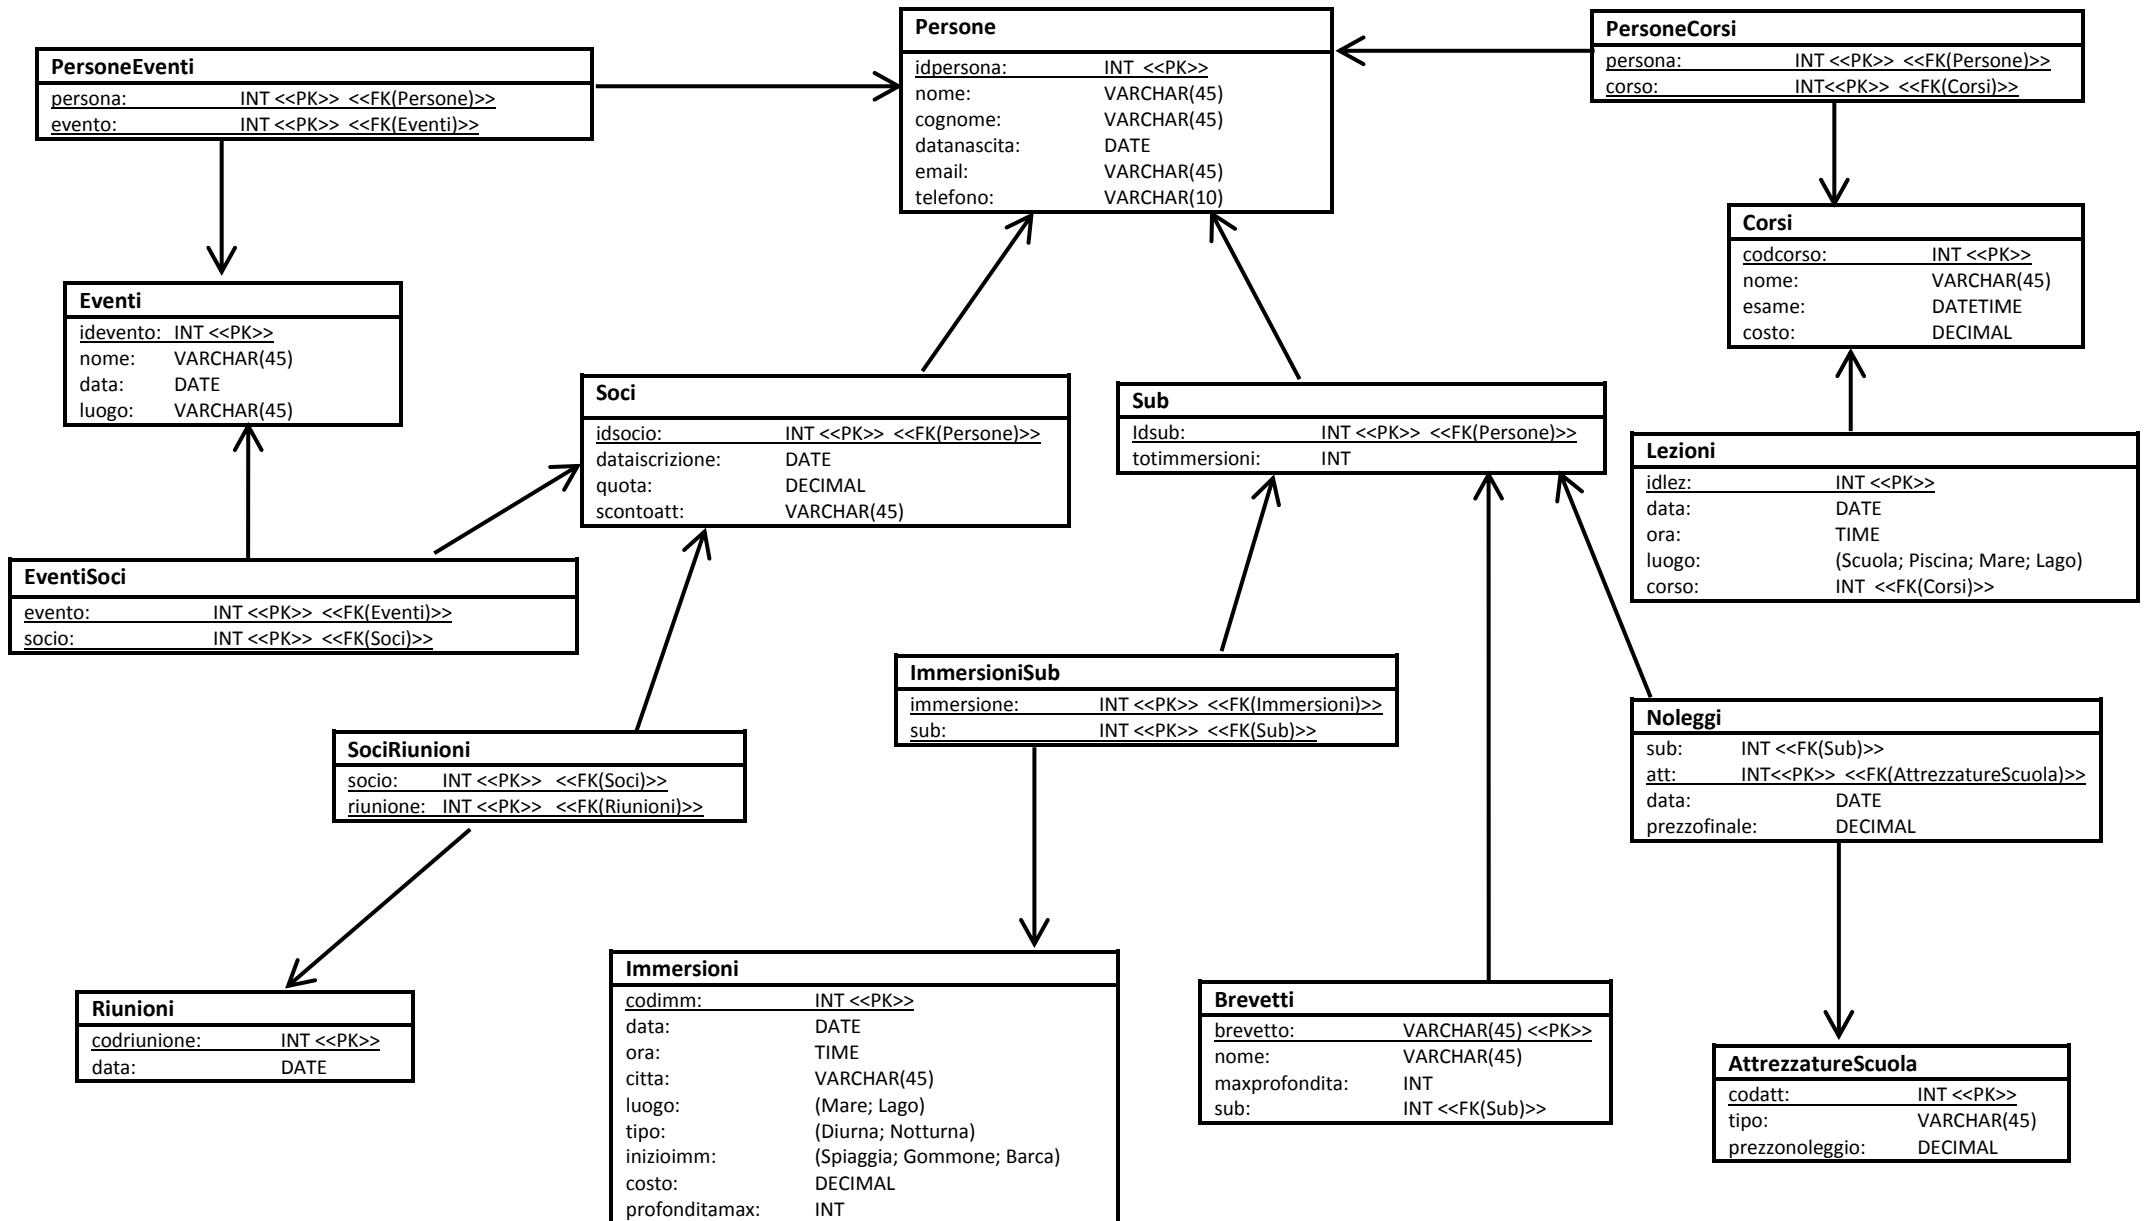 Persone
idpersona: INT <<PK>>
nome: VARCHAR(45)
cognome: VARCHAR(45)
datanascita: DATE
email: VARCHAR(45)
telefono: VARCHAR(10)
PersoneCorsi
persona: INT <<PK>> <<FK(Persone)>>
corso: INT<<PK>> <<FK(Corsi)>>
PersoneEventi
persona: INT <<PK>> <<FK(Persone)>>
evento: INT <<PK>> <<FK(Eventi)>>
Corsi
codcorso: INT <<PK>>
nome: VARCHAR(45)
esame: DATETIME
costo: DECIMAL
Eventi
idevento: INT <<PK>>
nome: VARCHAR(45)
data: DATE
luogo: VARCHAR(45)
Soci
idsocio: INT <<PK>> <<FK(Persone)>>
dataiscrizione: DATE
quota: DECIMAL
scontoatt: VARCHAR(45)
Sub
Idsub: INT <<PK>> <<FK(Persone)>>
totimmersioni: INT
Lezioni
idlez: INT <<PK>>
data: DATE
ora: TIME
luogo: (Scuola; Piscina; Mare; Lago)
corso: INT <<FK(Corsi)>>
EventiSoci
evento: INT <<PK>> <<FK(Eventi)>>
socio: INT <<PK>> <<FK(Soci)>>
ImmersioniSub
immersione: INT <<PK>> <<FK(Immersioni)>>
sub: INT <<PK>> <<FK(Sub)>>
Noleggi
sub: INT <<FK(Sub)>>
att: INT<<PK>> <<FK(AttrezzatureScuola)>>
data: DATE
prezzofinale: DECIMAL
SociRiunioni
socio: INT <<PK>> <<FK(Soci)>>
riunione: INT <<PK>> <<FK(Riunioni)>>
Riunioni
codriunione: INT <<PK>>
data: DATE
Immersioni
codimm: INT <<PK>>
data: DATE
ora: TIME
citta: VARCHAR(45)
luogo: (Mare; Lago)
tipo: (Diurna; Notturna)
inizioimm: (Spiaggia; Gommone; Barca)
costo: DECIMAL
profonditamax: INT
Brevetti
brevetto: VARCHAR(45) <<PK>>
nome: VARCHAR(45)
maxprofondita: INT
sub: INT <<FK(Sub)>>
AttrezzatureScuola
codatt: INT <<PK>>
tipo: VARCHAR(45)
prezzonoleggio: DECIMAL